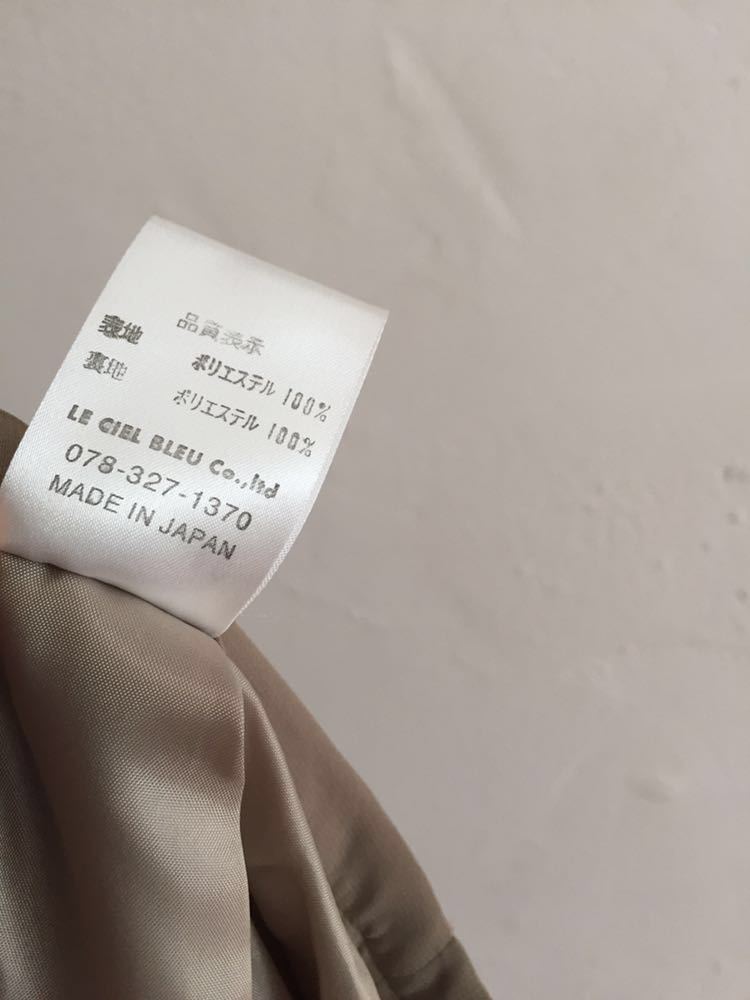 品質表示
表地 ポリエステル 100%
裏地 ポリエステル 100%
LE CIEL BLEU Co.,ltd
078-327-1370
MADE IN JAPAN